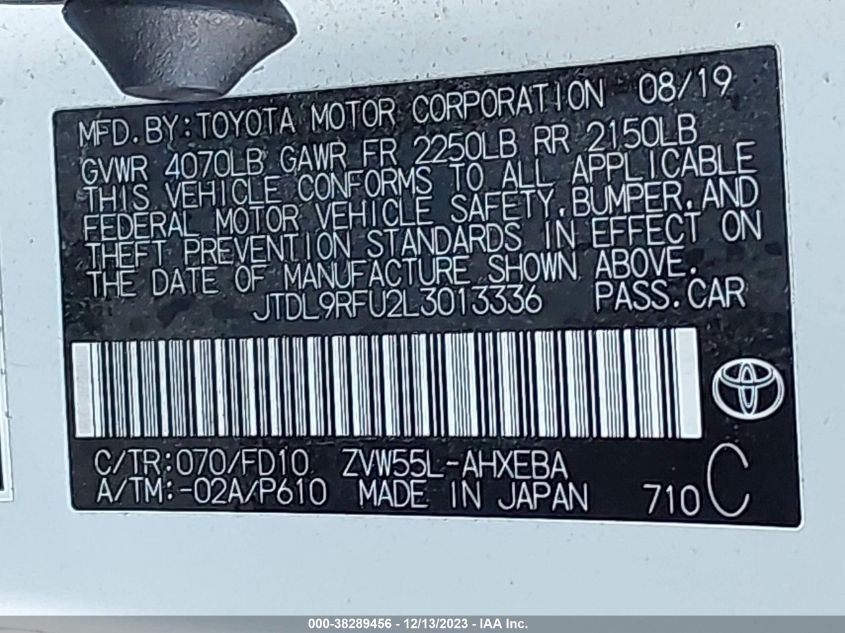 MFD.BY:TOYOTA MOTOR CORPORATION 08/19
GVWR 4070LB GAWR FR 2250LB RR 2150LB
THIS VEHICLE CONFORMS TO ALL APPLICABLE
FEDERAL MOTOR VEHICLE SAFETY,BUMPER,AND
THEFT PREVENTION STANDARDS IN EFFECT ON
THE DATE OF MANUFACTURE SHOWN ABOVE.
JTDL9RFU2L3013336 PASS.CAR
C/TR:070/FD10 ZVW55L-AHXEBA
A/TM:-02A/P610 MADE IN JAPAN 710 C
000-38289456 - 12/13/2023 - IAA Inc.